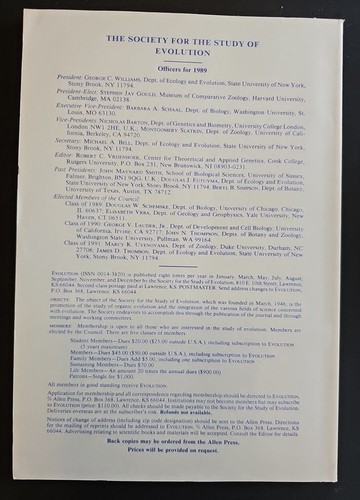 THE SOCIETY FOR THE STUDY OF
EVOLUTION
Officers for 1989
President: GEORGE C. WILLIAMS, Dept. of Ecology and Evolution, State University of New York,
Stony Brook, NY 11794.
President-Elect: STEPHEN JAY GOULD, Museum of Comparative Zoology, Harvard University,
Cambridge, MA 02138.
Executive Vice-President: BARBARA A. SCHAAL, Dept. of Biology, Washington University, St.
Louis, MO 63130.
Vice-Presidents: NICHOLAS BARTON, Dept. of Genetics and Biometry, University College London,
London NW1 2HE, U.K.; MONTGOMERY SLATKIN, Dept. of Zoology, University of Cali-
fornia, Berkeley, CA 94720.
Secretary: MICHAEL A. BELL, Dept. of Ecology and Evolution, State University of New York,
Stony Brook, NY 11794.
Editor: ROBERT C. VRIJENHOEK, Center for Theoretical and Applied Genetics, Cook College,
Rutgers University, P.O. Box 231, New Brunswick, NJ 08903-0231.
Past Presidents: JOHN MAYNARD SMITH, School of Biological Sciences, University of Sussex,
Falmer, Brighton, BN1 9QG, U.K.; DOUGLAS J. FUTUYMA, Dept. of Ecology and Evolution,
State University of New York, Stony Brook, NY 11794; BERYL B. SIMPSON, Dept. of Botany,
University of Texas, Austin, TX 78712.
Elected Members of the Council:
Class of 1989: DOUGLAS W. SCHEMSKE, Dept. of Biology, University of Chicago, Chicago,
IL 60637; ELISABETH VRBA, Dept. of Geology and Geophysics, Yale University, New
Haven, CT 06511.
Class of 1990: GEORGE V. LAUDER, JR., Dept. of Developmental and Cell Biology, University
of California, Irvine, CA 92717; JOHN N. THOMPSON, Depts. of Botany and Zoology,
Washington State University, Pullman, WA 99164.
Class of 1991: MARCY K. UYENOYAMA, Dept. of Zoology, Duke University, Durham, NC
27706; JAMES D. THOMSON, Dept. of Ecology and Evolution, State University of New
York, Stony Brook, NY 11794.
EVOLUTION (ISSN 0014-3820) is published eight times per year in January, March, May, July, August,
September, November, and December by the Society for the Study of Evolution, 810 E. 10th Street, Lawrence,
KS 66044. Second class postage paid at Lawrence, KS. POSTMASTER: Send address changes to EVOLUTION,
P.O. Box 368, Lawrence, KS 66044.
OBJECTS: The object of the Society for the Study of Evolution, which was founded in March, 1946, is the
promotion of the study of organic evolution and the integration of the various fields of science concerned
with evolution. The Society endeavors to accomplish this through the publication of the journal and through
meetings and working committees.
MEMBERS: Membership is open to all those who are interested in the study of evolution. Members are
elected by the Council. There are five classes of members:
Student Members—Dues $20.00 ($25.00 outside U.S.A.), including subscription to EVOLUTION
(5 years maximum)
Members—Dues $45.00 ($50.00 outside U.S.A.), including subscription to EVOLUTION
Family Members—Dues Add $5.00, including one subscription to EVOLUTION
Sustaining Members—Dues $70.00
Life Members—An amount 20 times the annual dues ($900.00)
Patrons—Single fee $1,000.
All members in good standing receive EVOLUTION.
Application for membership and all correspondence regarding membership should be directed to EVOLUTION,
% Allen Press, P.O. Box 368, Lawrence, KS 66044. Institutions may not become members but may subscribe
to EVOLUTION (price: $110.00). All checks should be made payable to the Society for the Study of Evolution.
Deliveries overseas are at the subscriber's risk. Refunds not available.
Notices of change of address (including zip code designation) should be sent to the Allen Press. Directions
for the mailing of reprints should be addressed to EVOLUTION, % Allen Press, P.O. Box 368, Lawrence, KS
66044. Advertising relating to scientific books and materials will be accepted. Consult the Editor for details.
Back copies may be ordered from the Allen Press.
Prices will be provided on request.